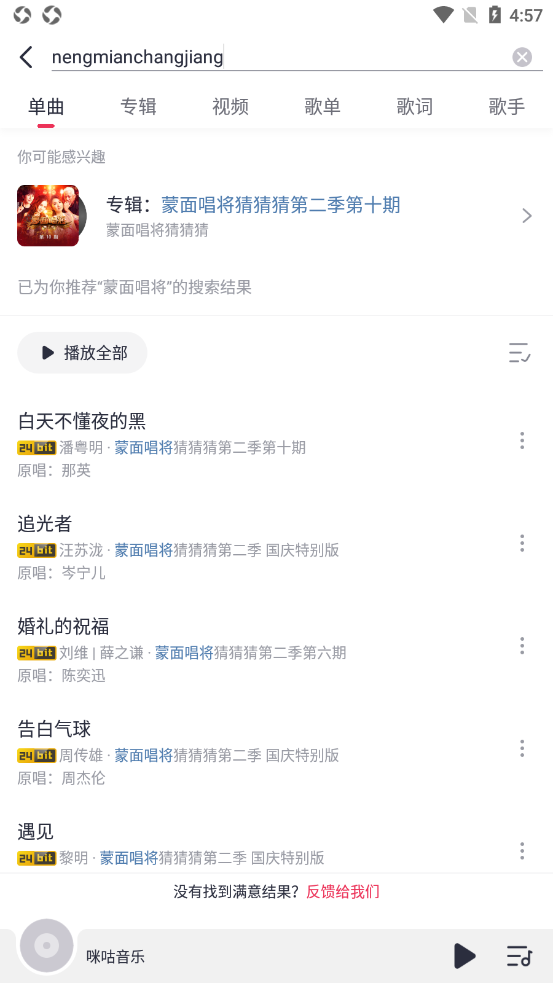 4:57
nengmianchangjiang
单曲 专辑 视频 歌单 歌词 歌手
你可能感兴趣
专辑：蒙面唱将猜猜猜第二季第十期
蒙面唱将猜猜猜
已为你推荐“蒙面唱将”的搜索结果
播放全部
白天不懂夜的黑
24bit 潘粤明 · 蒙面唱将猜猜猜第二季第十期
原唱：那英
追光者
24bit 汪苏泷 · 蒙面唱将猜猜猜第二季 国庆特别版
原唱：岑宁儿
婚礼的祝福
24bit 刘维 | 薛之谦 · 蒙面唱将猜猜猜第二季第六期
原唱：陈奕迅
告白气球
24bit 周传雄 · 蒙面唱将猜猜猜第二季 国庆特别版
原唱：周杰伦
遇见
24bit 黎明 · 蒙面唱将猜猜猜第二季 国庆特别版
没有找到满意结果？反馈给我们
咪咕音乐